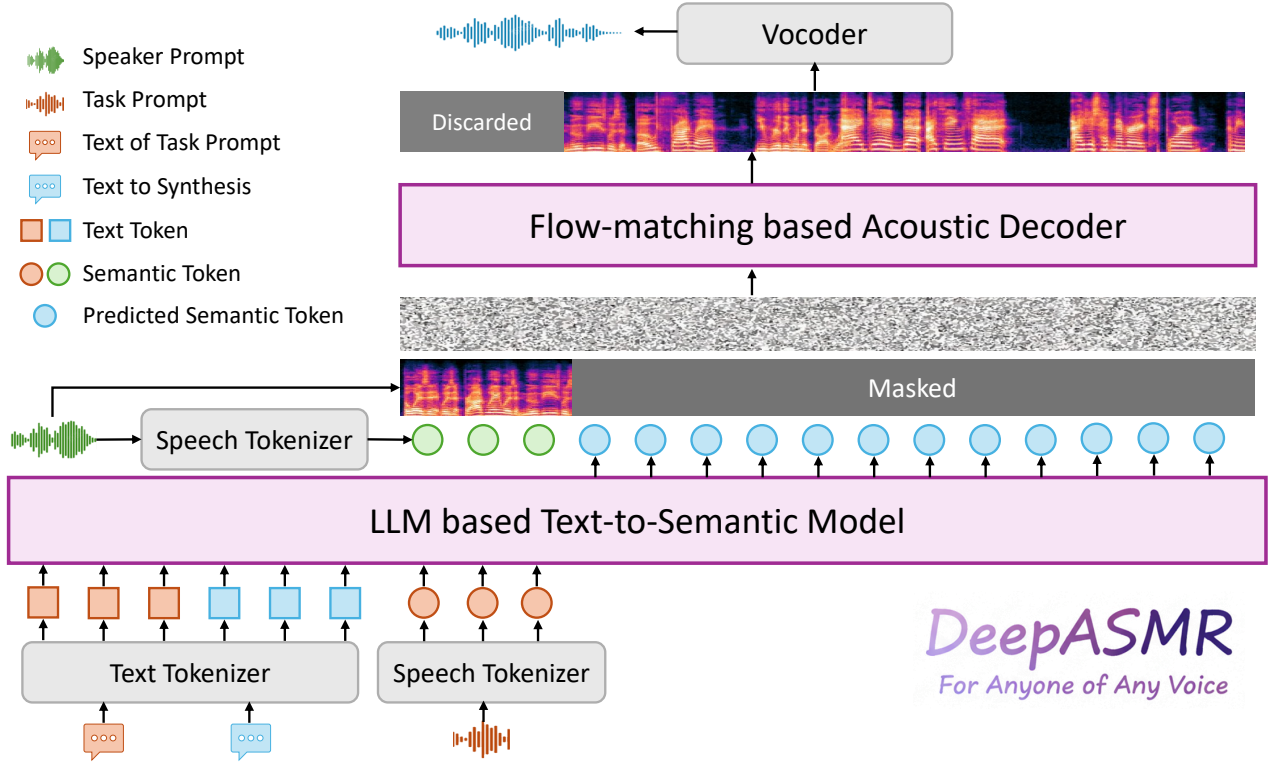 Speaker Prompt
Task Prompt
Text of Task Prompt
Text to Synthesis
Text Token
Semantic Token
Predicted Semantic Token
Vocoder
Discarded
Flow-matching based Acoustic Decoder
Masked
Speech Tokenizer
LLM based Text-to-Semantic Model
Text Tokenizer
Speech Tokenizer
DeepASMR
For Anyone of Any Voice